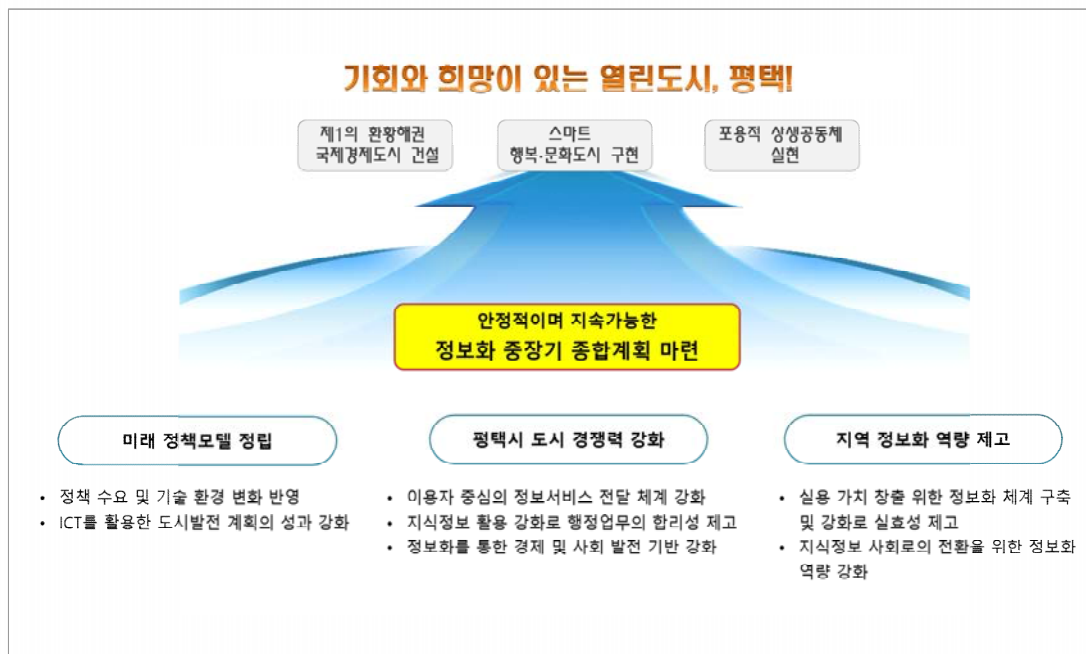 기회와 희망이 있는 열린도시, 평택!
제1의 환황해권
국제경제도시 건설
스마트
행복·문화도시 구현
포용적 상생공동체
실현
안정적이며 지속가능한
정보화 중장기 종합계획 마련
미래 정책모델 정립
• 정책 수요 및 기술 환경 변화 반영
• ICT를 활용한 도시발전 계획의 성과 강화
평택시 도시 경쟁력 강화
• 이용자 중심의 정보서비스 전달 체계 강화
• 지식정보 활용 강화로 행정업무의 합리성 제고
• 정보화를 통한 경제 및 사회 발전 기반 강화
지역 정보화 역량 제고
• 실용 가치 창출 위한 정보화 체계 구축
및 강화로 실효성 제고
• 지식정보 사회로의 전환을 위한 정보화
역량 강화